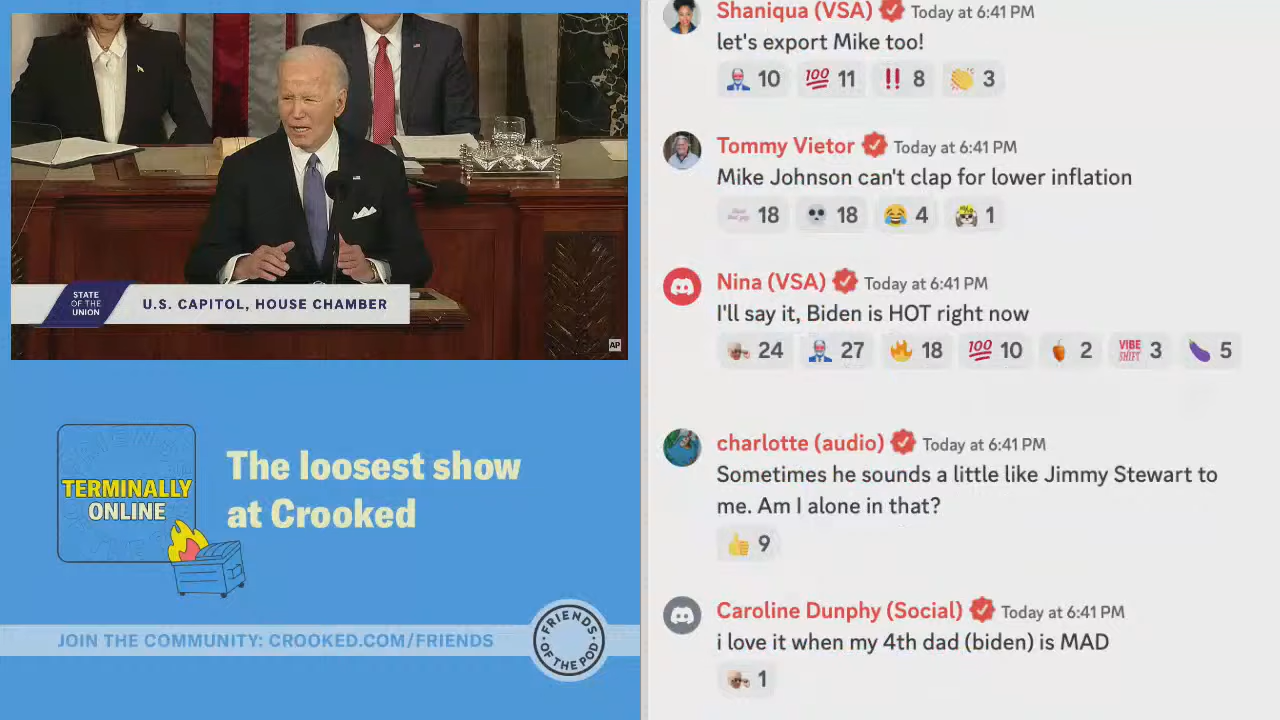 STATE
OF THE
UNION
U.S. CAPITOL, HOUSE CHAMBER
AP
TERMINALLY
ONLINE
The loosest show
at Crooked
JOIN THE COMMUNITY: CROOKED.COM/FRIENDS
FRIENDS
OF THE POD
Shaniqua (VSA) Today at 6:41 PM
let's export Mike too!
10 100 11 !! 8 3
Tommy Vietor Today at 6:41 PM
Mike Johnson can't clap for lower inflation
18 18 4 1
Nina (VSA) Today at 6:41 PM
I'll say it, Biden is HOT right now
24 27 18 100 10 2 VIBE SHIFT 3 5
charlotte (audio) Today at 6:41 PM
Sometimes he sounds a little like Jimmy Stewart to
me. Am I alone in that?
9
Caroline Dunphy (Social) Today at 6:41 PM
i love it when my 4th dad (biden) is MAD
1